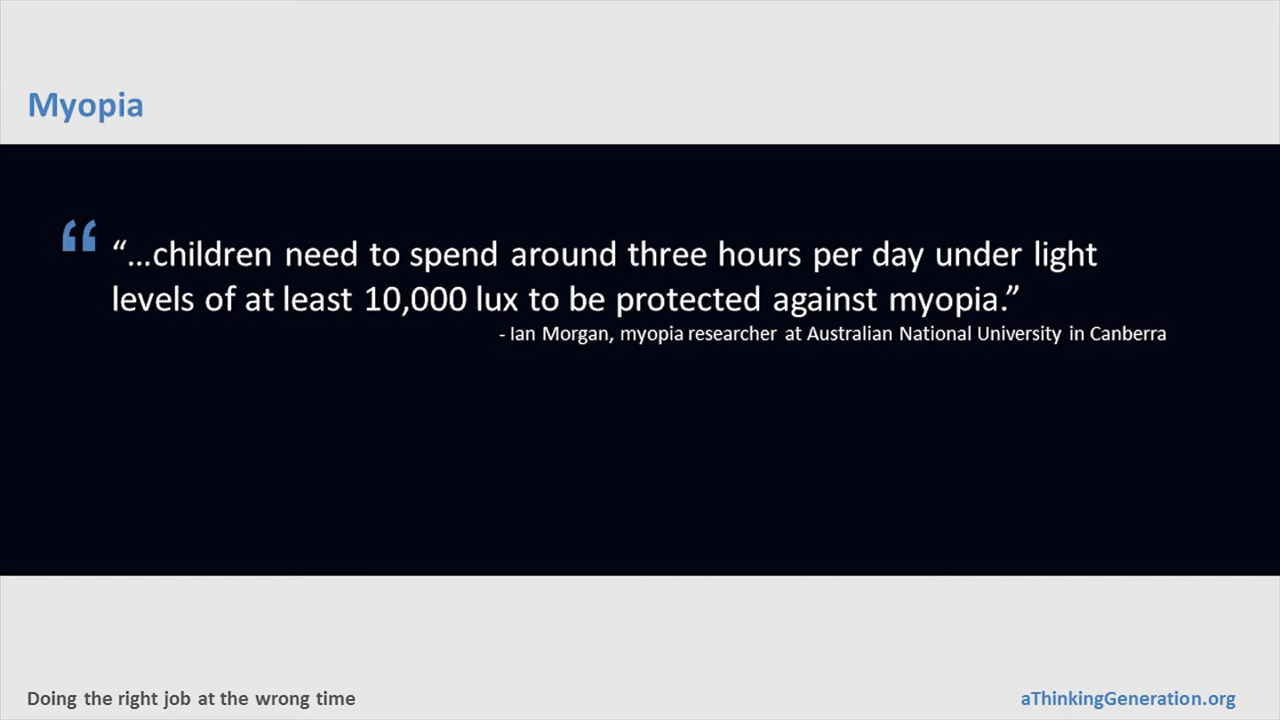 Myopia
“
“...children need to spend around three hours per day under light
levels of at least 10,000 lux to be protected against myopia.”
- Ian Morgan, myopia researcher at Australian National University in Canberra
Doing the right job at the wrong time
aThinkingGeneration.org